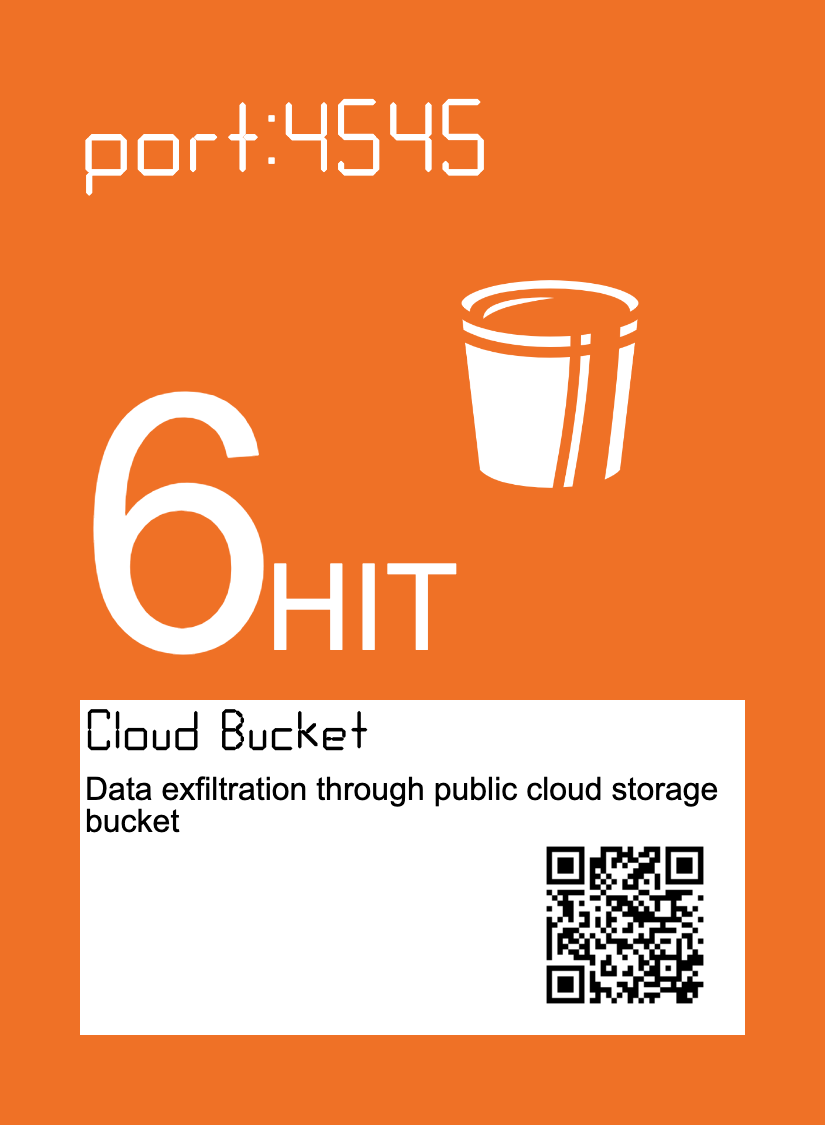 port:4545
6HIT
Cloud Bucket
Data exfiltration through public cloud storage
bucket